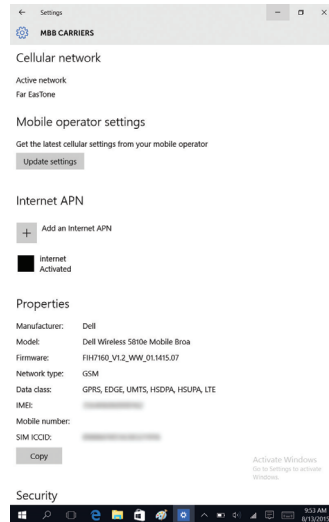 Settings
MBB CARRIERS
Cellular network
Active network
Far EasTone
Mobile operator settings
Get the latest cellular settings from your mobile operator
Update settings
Internet APN
Add an Internet APN
internet
Activated
Properties
Manufacturer: Dell
Model: Dell Wireless 5810e Mobile Broa
Firmware: FIH7160_V1.2_WW_01.1415.07
Network type: GSM
Data class: GPRS, EDGE, UMTS, HSDPA, HSUPA, LTE
IMEI:
Mobile number:
SIM ICCID:
Copy
Activate Windows
Go to Settings to activate
Windows.
Security
9:53 AM